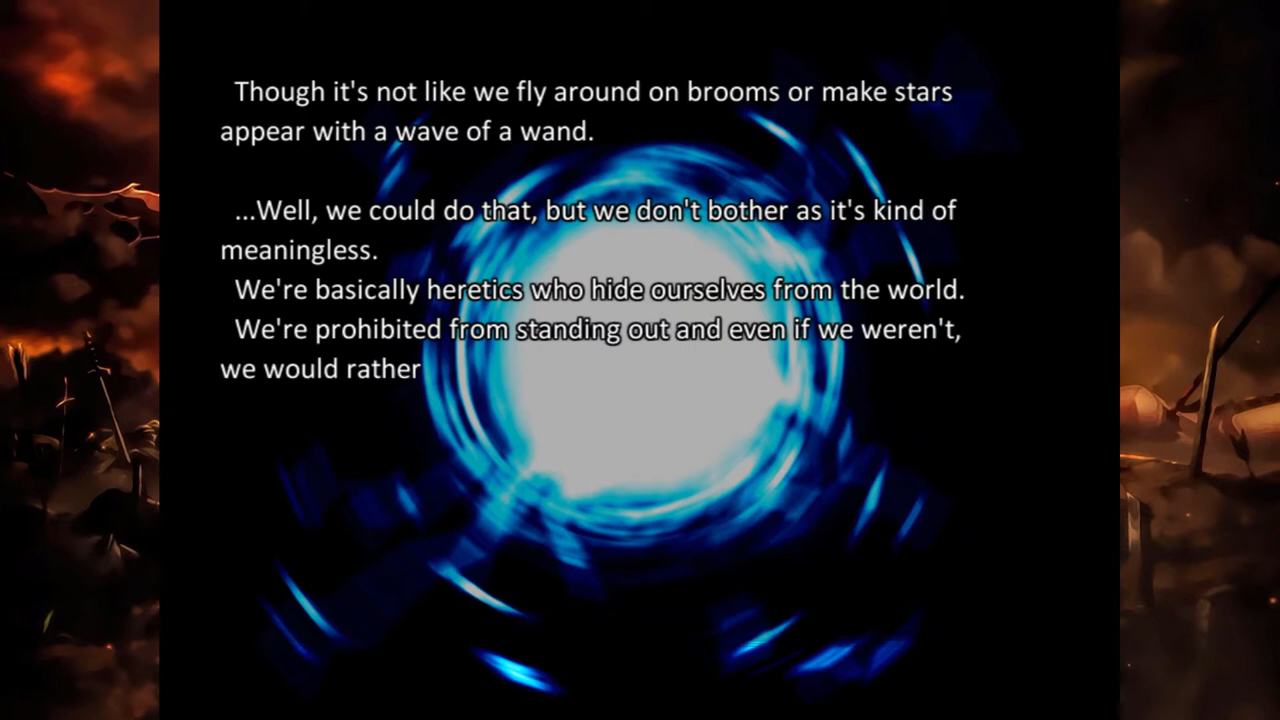 Though it's not like we fly around on brooms or make stars
appear with a wave of a wand.
...Well, we could do that, but we don't bother as it's kind of
meaningless.
We're basically heretics who hide ourselves from the world.
We're prohibited from standing out and even if we weren't,
we would rather